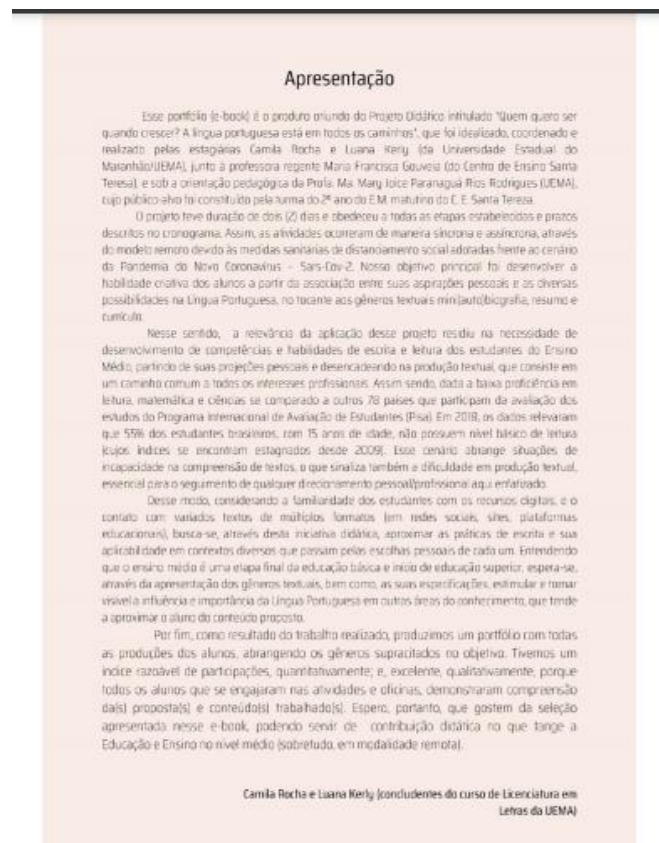 Apresentação
Esse portfólio (e-book) é o produto oriundo do Projeto Didático intitulado "Quem quero ser
quando crescer? A língua portuguesa está em todos os caminhos", que foi idealizado, coordenado e
realizado pelas estagiárias Camila Rocha e Luana Kerly (da Universidade Estadual do
Maranhão/UEMA), junto à professora regente Maria Francisca Gouveia (do Centro de Ensino Santa
Teresa), e sob a orientação pedagógica da Profa. Ma. Mary Joice Paranaguá Rios Rodrigues (UEMA),
cujo público-alvo foi constituído pela turma do 2º ano do E.M. matutino do C. E. Santa Tereza.
O projeto teve duração de dois (2) dias e obedeceu a todas as etapas estabelecidas e prazos
descritos no cronograma. Assim, as atividades ocorreram de maneira síncrona e assíncrona, através
do modelo remoto devido às medidas sanitárias de distanciamento social adotadas frente ao cenário
da Pandemia do Novo Coronavírus – Sars-Cov-2. Nosso objetivo principal foi desenvolver a
habilidade criativa dos alunos a partir da associação entre suas aspirações pessoais e as diversas
possibilidades na Língua Portuguesa, no tocante aos gêneros textuais mini(auto)biografia, resumo e
currículo.
Nesse sentido, a relevância da aplicação desse projeto residiu na necessidade de
desenvolvimento de competências e habilidades de escrita e leitura dos estudantes do Ensino
Médio, partindo de suas projeções pessoais e desencadeando na produção textual, que consiste em
um caminho comum a todos os interesses profissionais. Assim sendo, dada a baixa proficiência em
leitura, matemática e ciências se comparado a outros 78 países que participam da avaliação dos
estudos do Programa Internacional de Avaliação de Estudantes (Pisa). Em 2018, os dados relevaram
que 55% dos estudantes brasileiros, com 15 anos de idade, não possuem nível básico de leitura
(cujos índices se encontram estagnados desde 2009). Esse cenário abrange situações de
incapacidade na compreensão de textos, o que sinaliza também a dificuldade em produção textual,
essencial para o seguimento de qualquer direcionamento pessoal/profissional aqui enfatizado.
Desse modo, considerando a familiaridade dos estudantes com os recursos digitais, e o
contato com variados textos de múltiplos formatos (em redes sociais, sites, plataformas
educacionais), busca-se, através desta iniciativa didática, aproximar as práticas de escrita e sua
aplicabilidade em contextos diversos que passam pelas escolhas pessoais de cada um. Entendendo
que o ensino médio é uma etapa final da educação básica e início de educação superior, espera-se,
através da apresentação dos gêneros textuais, bem como, as suas especificações, estimular e tornar
visível a influência e importância da Língua Portuguesa em outras áreas do conhecimento, que tende
a aproximar o aluno do conteúdo proposto.
Por fim, como resultado do trabalho realizado, produzimos um portfólio com todas
as produções dos alunos, abrangendo os gêneros supracitados no objetivo. Tivemos um
índice razoável de participações, quantitativamente; e, excelente, qualitativamente, porque
todos os alunos que se engajaram nas atividades e oficinas, demonstraram compreensão
da(s) proposta(s) e conteúdo(s) trabalhado(s). Espero, portanto, que gostem da seleção
apresentada nesse e-book, podendo servir de contribuição didática no que tange a
Educação e Ensino no nível médio (sobretudo, em modalidade remota).
Camila Rocha e Luana Kerly (concludentes do curso de Licenciatura em
Letras da UEMA)